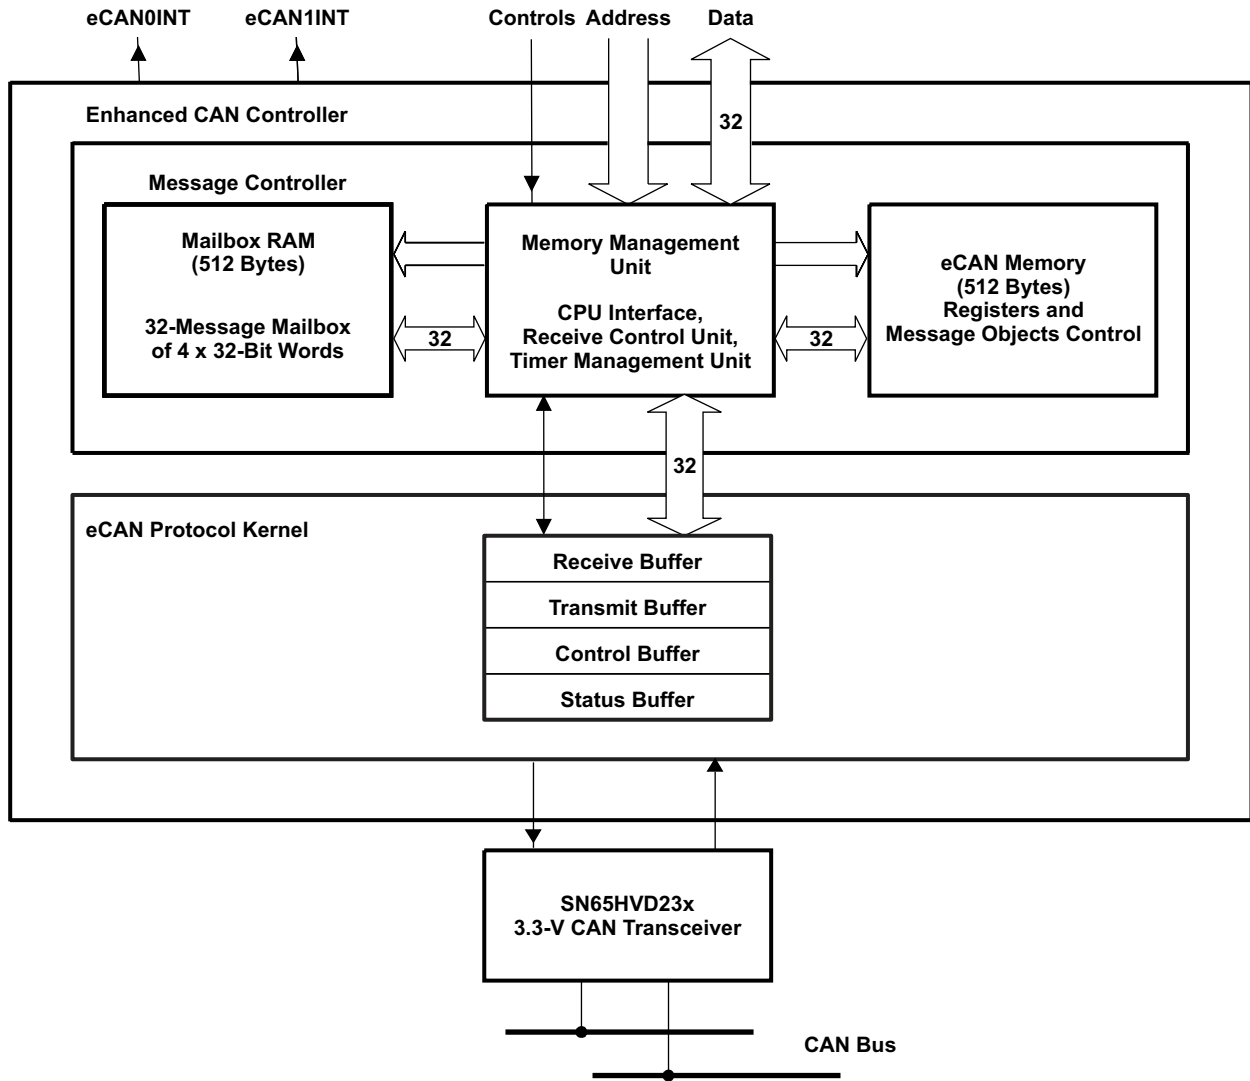 eCAN0INT
eCAN1INT
Controls
Address
Data
Enhanced CAN Controller
32
Message Controller
Mailbox RAM
(512 Bytes)
32-Message Mailbox
of 4 x 32-Bit Words
32
Memory Management
Unit
CPU Interface,
Receive Control Unit,
Timer Management Unit
32
eCAN Memory
(512 Bytes)
Registers and
Message Objects Control
32
eCAN Protocol Kernel
Receive Buffer
Transmit Buffer
Control Buffer
Status Buffer
SN65HVD23x
3.3-V CAN Transceiver
CAN Bus